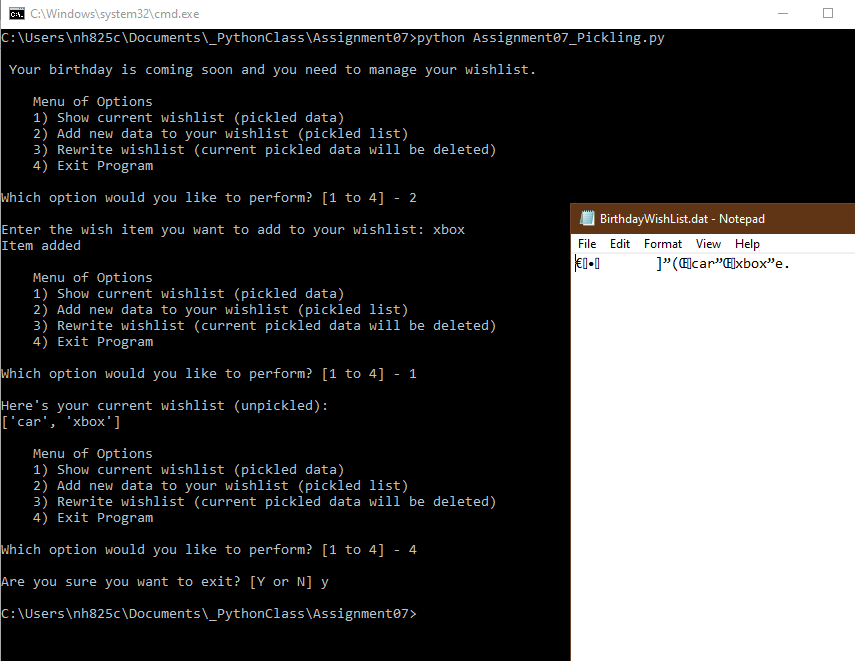 C:\Windows\system32\cmd.exe
C:\Users\nh825c\Documents\_PythonClass\Assignment07>python Assignment07_Pickling.py
Your birthday is coming soon and you need to manage your wishlist.
Menu of Options
1) Show current wishlist (pickled data)
2) Add new data to your wishlist (pickled list)
3) Rewrite wishlist (current pickled data will be deleted)
4) Exit Program
Which option would you like to perform? [1 to 4] - 2
Enter the wish item you want to add to your wishlist: xbox
Item added
Menu of Options
1) Show current wishlist (pickled data)
2) Add new data to your wishlist (pickled list)
3) Rewrite wishlist (current pickled data will be deleted)
4) Exit Program
Which option would you like to perform? [1 to 4] - 1
Here's your current wishlist (unpickled):
['car', 'xbox']
Menu of Options
1) Show current wishlist (pickled data)
2) Add new data to your wishlist (pickled list)
3) Rewrite wishlist (current pickled data will be deleted)
4) Exit Program
Which option would you like to perform? [1 to 4] - 4
Are you sure you want to exit? [Y or N] y
C:\Users\nh825c\Documents\_PythonClass\Assignment07>
BirthdayWishList.dat - Notepad
File Edit Format View Help
€▯•▯ ]”(Œ▯car”Œ▯xbox”e.